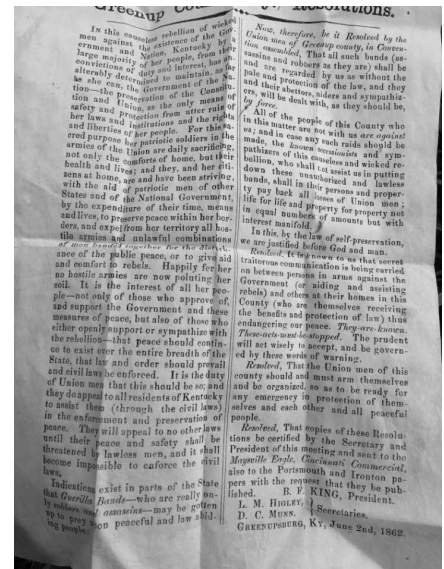 Greenup Cou Resolutions.
IN this causeless rebellion of wicked
men against the existence of the Gov-
ernment and Nation, Kentucky by a
large majority of her people, from their
convictions of duty and interest, has un-
alterably determined to maintain, as far
as she can, the Government of the Na-
tion—the preservation of the Constitu-
tion and Union, as the only means of
safety and protection from utter ruin of
her laws and institutions and the rights
and liberties of her people. For this sa-
cred purpose her patriotic soldiers in the
armies of the Union are daily sacrificing,
not only the comforts of home, but their
health and lives; and they, and her citi-
sens at home, are and have been striving,
with the aid of patriotic men of other
States and of the National Government,
by the expenditure of their time, means
and lives, to preserve peace within her bor-
ders, and expel from her territory all hos-
tile armies and unlawful combinations
of men banded together for the
ance of the public peace, or to give aid
and comfort to rebels. Happily for her
no hostile armies are now poluting her
soil. It is the interest of all her peo-
ple—not only of those who approve of,
and support the Government and these
measures of peace, but also of those who
either openly support or sympathize with
the rebellion—that peace should contin-
ue to exist over the entire breadth of the
State, that law and order should prevail
and civil laws be enforced. It is the duty
of Union men that this should be so; and
they do appeal to all residents of Kentucky
to assist them (through the civil laws)
in the enforcement and preservation of
peace. They will appeal to no other laws
until their peace and safety shall be
threatened by lawless men, and it shall
become impossible to enforce the civil
laws.
Indications exist in parts of the State
that Guerilla Bands—who are really on-
ly robbers and assassins—may be gotten
up to prey upon peaceful and law abid-
ing people;
Now, therefore, be it Resolved by the
Union men of Greenup county, in Conven-
tion assembled, That all such bands (as-
sassins and robbers as they are) shall be
and are regarded by us as without the
pale and protection of the law, and they
and their abettors, aiders and sympathiz-
ers, will be dealt with, as they should be,
by force.
All of the people of this County who
in this matter are not with us are against
us; and in case any such raids should be
made, the known secessionists and sym-
pathizers of this causeless and wicked re-
bellion, who shall not assist us in putting
down these unauthorized and lawless
bands, shall in their persons and proper-
ty pay back all losses of Union men;
life for life and property for property not
in equal numbers or amounts but with
interest manifold.
In this, by the law of self-preservation,
we are justified before God and man.
Resolved, It is known to us that secret
traitorous communication is being carried
on between persons in arms against the
Government (or aiding and assisting
rebels) and others at their homes in this
County (who are themselves receiving
the benefits and protection of law) thus
endangering our peace. They are known.
These acts must be stopped. The prudent
will act wisely to accept, and be govern-
ed by these words of warning.
Resolved, That the Union men of this
county should and must arm themselves
and be organized, so as to be ready for
any emergency in protection of them-
selves and each other and all peaceful
people.
Resolved, That copies of these Resolu-
tions be certified by the Secretary and
President of this meeting and sent to the
Maysville Eagle, Cincinnati Commercial,
also to the Portsmouth and Ironton pa-
pers with the request that they be pub-
lished. B. F. KING, President.
L. M. HIGLEY, } Secretaries.
D. C. MUNN.
GREENUPSBURG, KY, June 2nd, 1862.